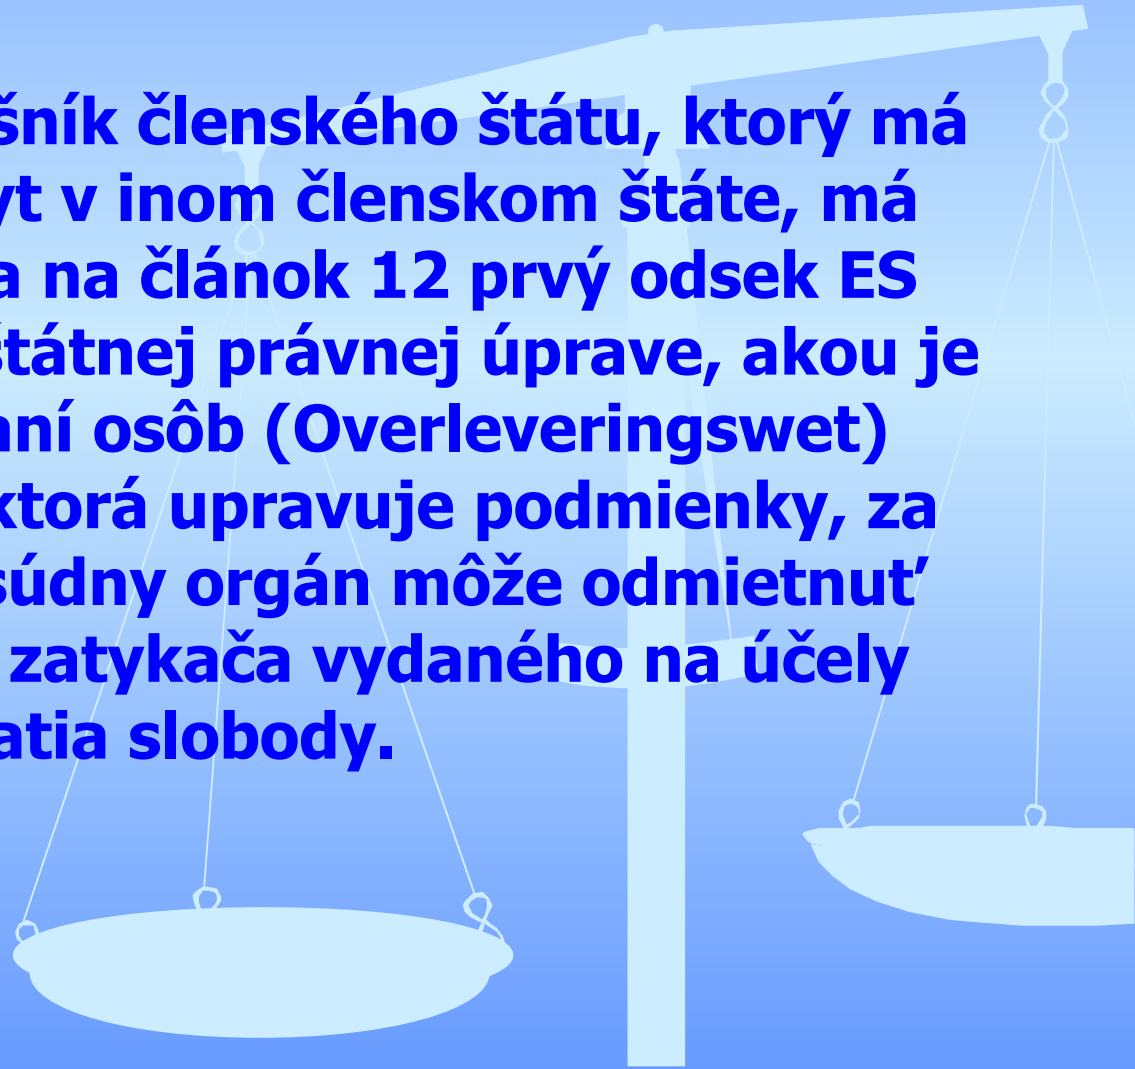 šník členského štátu, ktorý má
yt v inom členskom štáte, má
a na článok 12 prvý odsek ES
štátnej právnej úprave, akou je
nní osôb (Overleveringswet)
ktorá upravuje podmienky, za
súdny orgán môže odmietnuť
zatykača vydaného na účely
atia slobody.